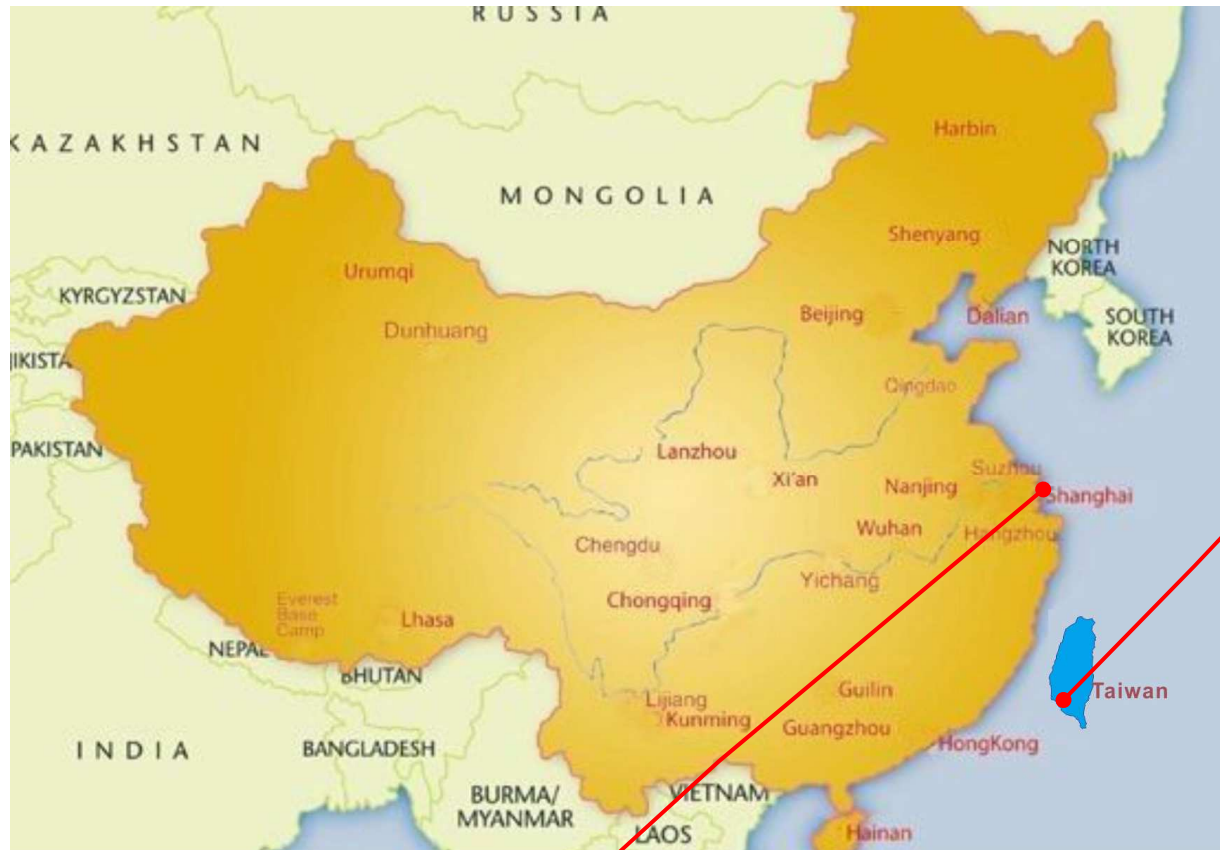 RUSSIA
KAZAKHSTAN
Harbin
MONGOLIA
Shenyang
NORTH
KOREA
Urumqi
KYRGYZSTAN
Dunhuang
Beijing
Dalian
SOUTH
KOREA
JIKISTA
Qingdao
PAKISTAN
Lanzhou
Xi'an
Suzhou
Nanjing
Shanghai
Wuhan
Hangzhou
Chengdu
Yichang
Chongqing
Everest
Base
Camp
Lhasa
NEPAL
BHUTAN
Lijiang
Kunming
Guilin
Taiwan
Guangzhou
HongKong
INDIA
BANGLADESH
BURMA/
MYANMAR
VIETNAM
LAOS
Hainan